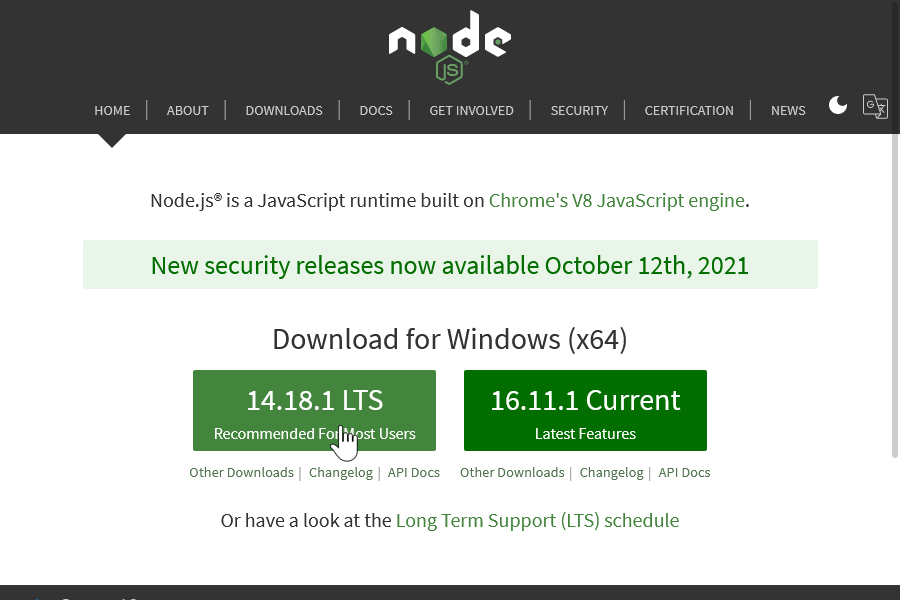 node
JS
HOME | ABOUT | DOWNLOADS | DOCS | GET INVOLVED | SECURITY | CERTIFICATION | NEWS
Node.js® is a JavaScript runtime built on Chrome's V8 JavaScript engine.
New security releases now available October 12th, 2021
Download for Windows (x64)
14.18.1 LTS
Recommended For Most Users
16.11.1 Current
Latest Features
Other Downloads | Changelog | API Docs
Other Downloads | Changelog | API Docs
Or have a look at the Long Term Support (LTS) schedule